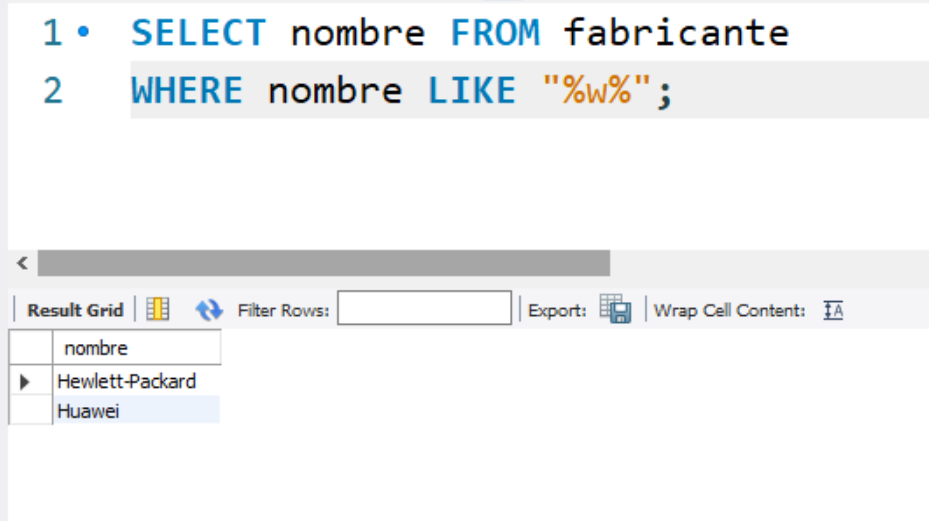 1 SELECT nombre FROM fabricante
2 WHERE nombre LIKE "%w%";
Result Grid Filter Rows: Export: Wrap Cell Content: IA
nombre
Hewlett-Packard
Huawei